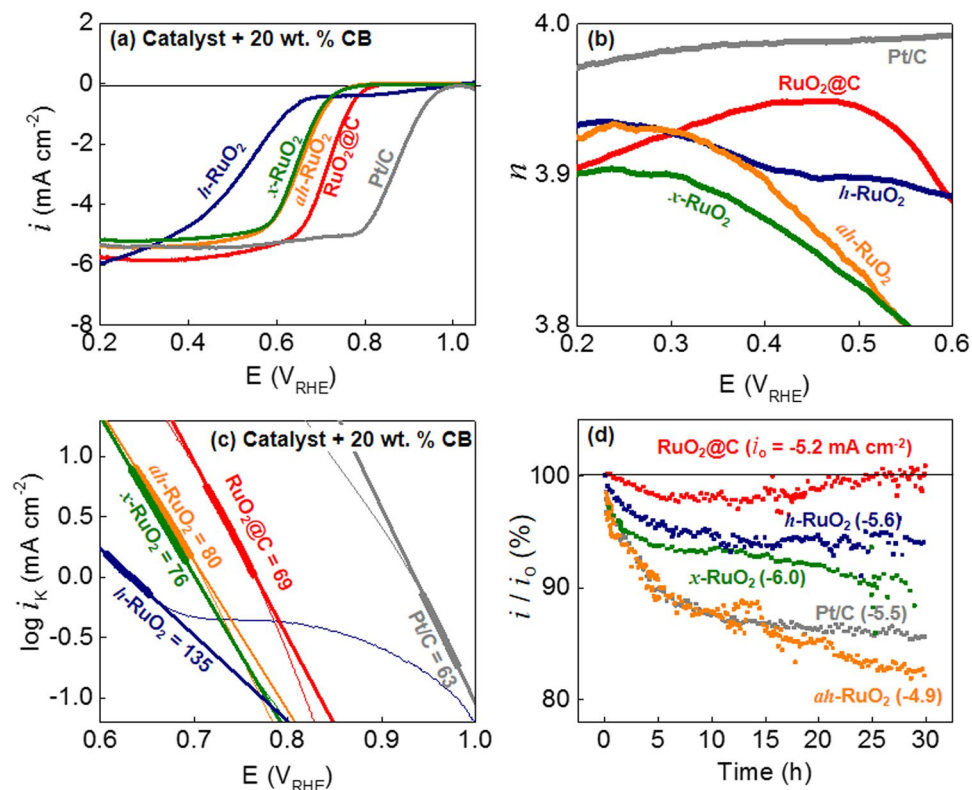 (a) Catalyst + 20 wt. % CB
2
0
-2
-4
-6
-8
i (mA cm⁻²)
h-RuO₂
x-RuO₂
ah-RuO₂
RuO₂@C
Pt/C
0.2 0.4 0.6 0.8 1.0
E (V_RHE)
(b)
4.0
3.9
3.8
n
Pt/C
RuO₂@C
h-RuO₂
x-RuO₂
ah-RuO₂
0.2 0.3 0.4 0.5 0.6
E (V_RHE)
(c) Catalyst + 20 wt. % CB
1.0
0.5
0.0
-0.5
-1.0
log i_K (mA cm⁻²)
ah-RuO₂ = 80
x-RuO₂ = 76
RuO₂@C = 69
h-RuO₂ = 135
Pt/C = 63
0.6 0.7 0.8 0.9 1.0
E (V_RHE)
(d)
RuO₂@C (i₀ = -5.2 mA cm⁻²)
100
90
80
i / i₀ (%)
h-RuO₂ (-5.6)
x-RuO₂ (-6.0)
Pt/C (-5.5)
ah-RuO₂ (-4.9)
0 5 10 15 20 25 30
Time (h)